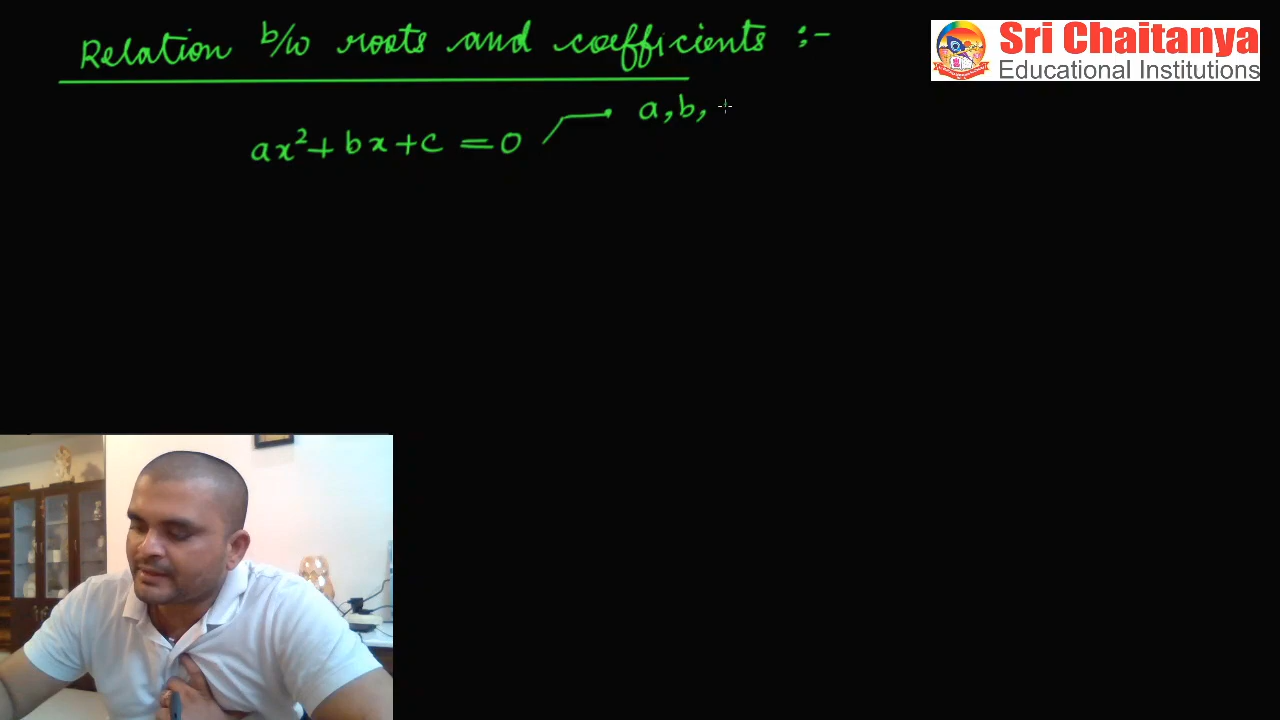 Relation b/w roots and coefficients :-
Sri Chaitanya
Educational Institutions
a, b,
ax²+ bx + c = 0